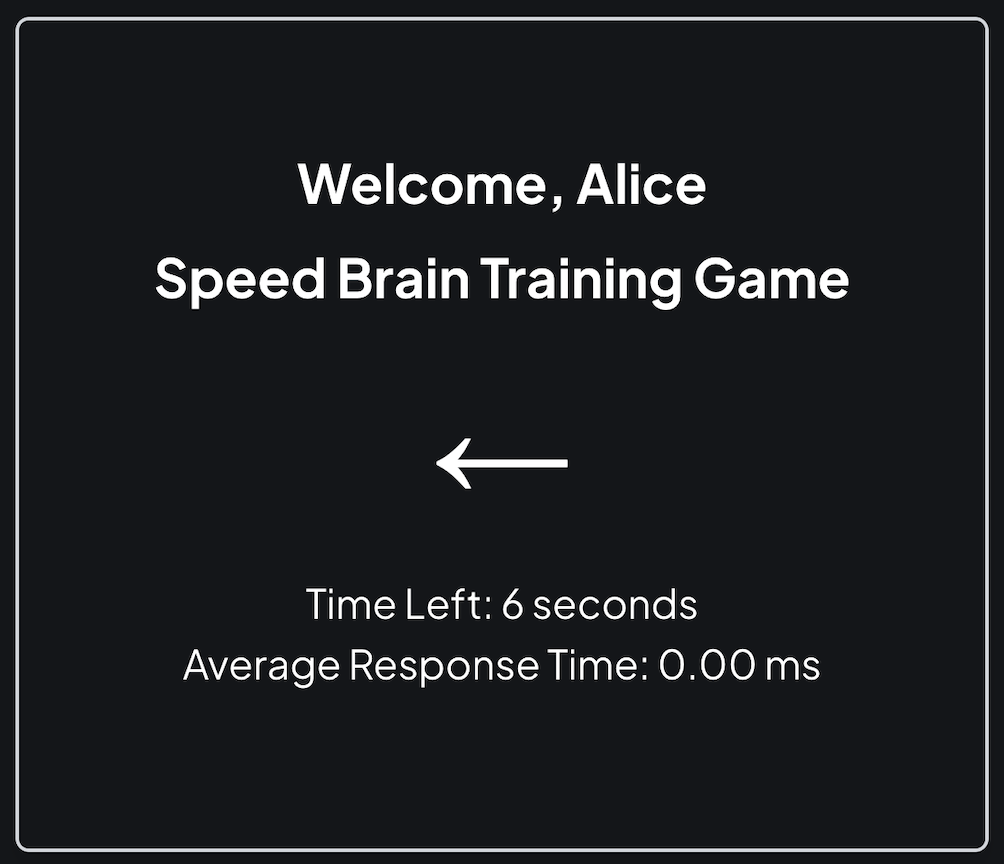 Welcome, Alice
Speed Brain Training Game
←
Time Left: 6 seconds
Average Response Time: 0.00 ms